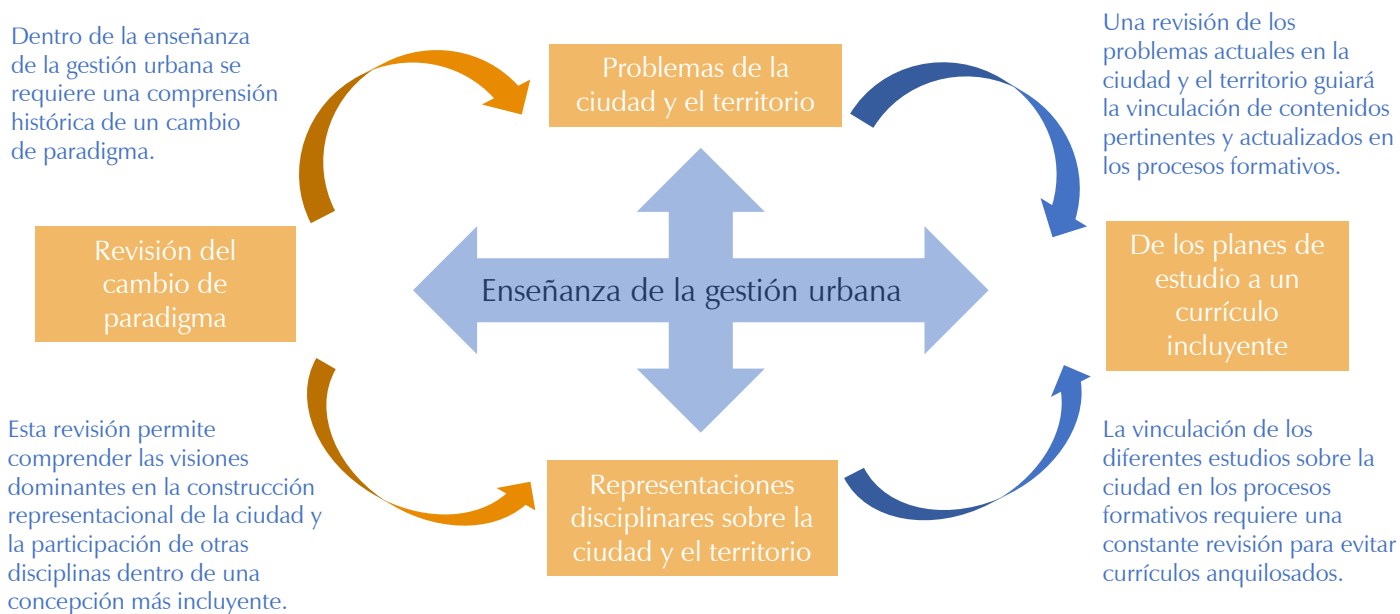 Dentro de la enseñanza
de la gestión urbana se
requiere una comprensión
histórica de un cambio
de paradigma.
Problemas de la
ciudad y el territorio
Una revisión de los
problemas actuales en la
ciudad y el territorio guiará
la vinculación de contenidos
pertinentes y actualizados en
los procesos formativos.
Revisión del
cambio de
paradigma
Enseñanza de la gestión urbana
De los planes de
estudio a un
currículo
incluyente
Esta revisión permite
comprender las visiones
dominantes en la construcción
representacional de la ciudad y
la participación de otras
disciplinas dentro de una
concepción más incluyente.
Representaciones
disciplinares sobre la
ciudad y el territorio
La vinculación de los
diferentes estudios sobre la
ciudad en los procesos
formativos requiere una
constante revisión para evitar
currículos anquilosados.